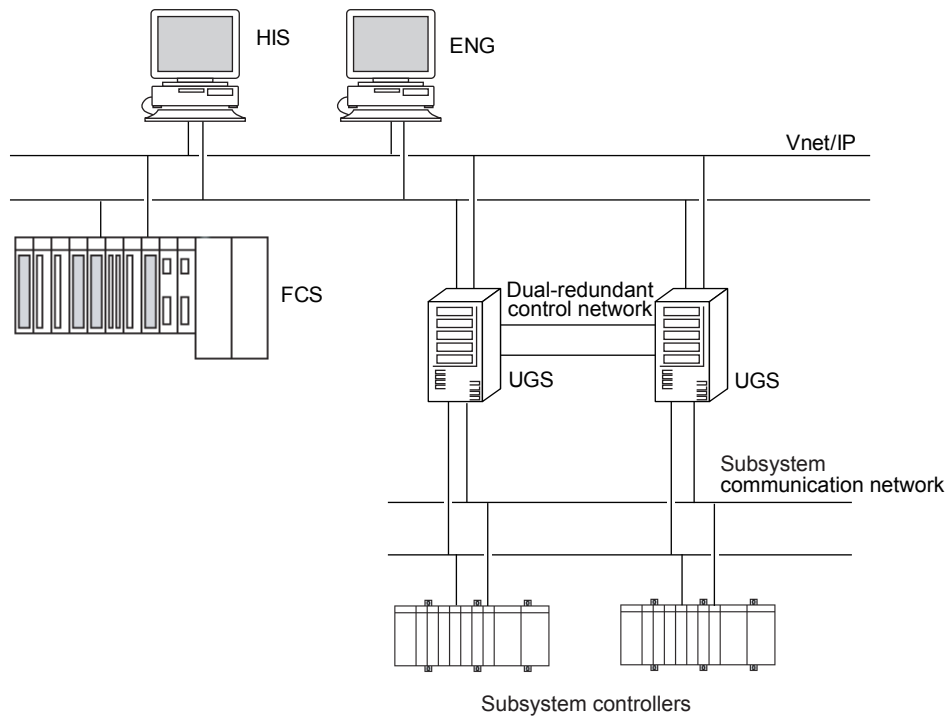 HIS
ENG
Vnet/IP
FCS
Dual-redundant
control network
UGS
UGS
Subsystem
communication network
Subsystem controllers